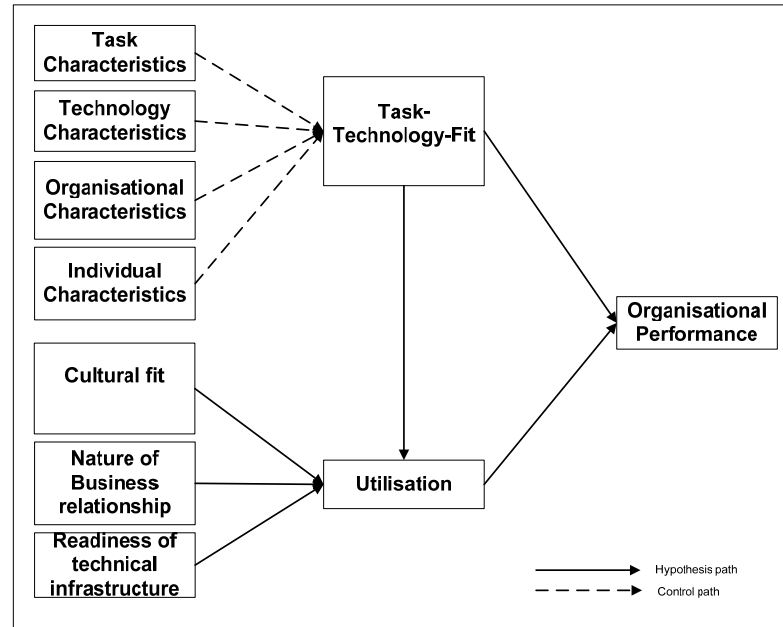 Task
Characteristics
Technology
Characteristics
Organisational
Characteristics
Individual
Characteristics
Cultural fit
Nature of
Business
relationship
Readiness of
technical
infrastructure
Task-
Technology-Fit
Utilisation
Organisational
Performance
Hypothesis path
Control path